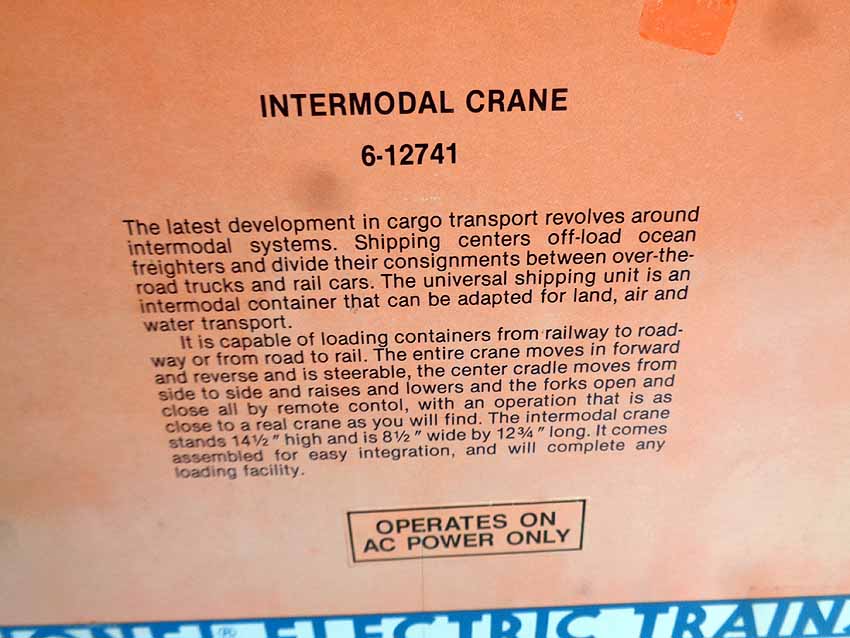 INTERMODAL CRANE
6-12741
The latest development in cargo transport revolves around
intermodal systems. Shipping centers off-load ocean
freighters and divide their consignments between over-the-
road trucks and rail cars. The universal shipping unit is an
intermodal container that can be adapted for land, air and
water transport.
It is capable of loading containers from railway to road-
way or from road to rail. The entire crane moves in forward
and reverse and is steerable, the center cradle moves from
side to side and raises and lowers and the forks open and
close all by remote contol, with an operation that is as
close to a real crane as you will find. The intermodal crane
stands 14½" high and is 8½" wide by 12¾" long. It comes
assembled for easy integration, and will complete any
loading facility.
OPERATES ON
AC POWER ONLY
ELECTRIC TRAINS